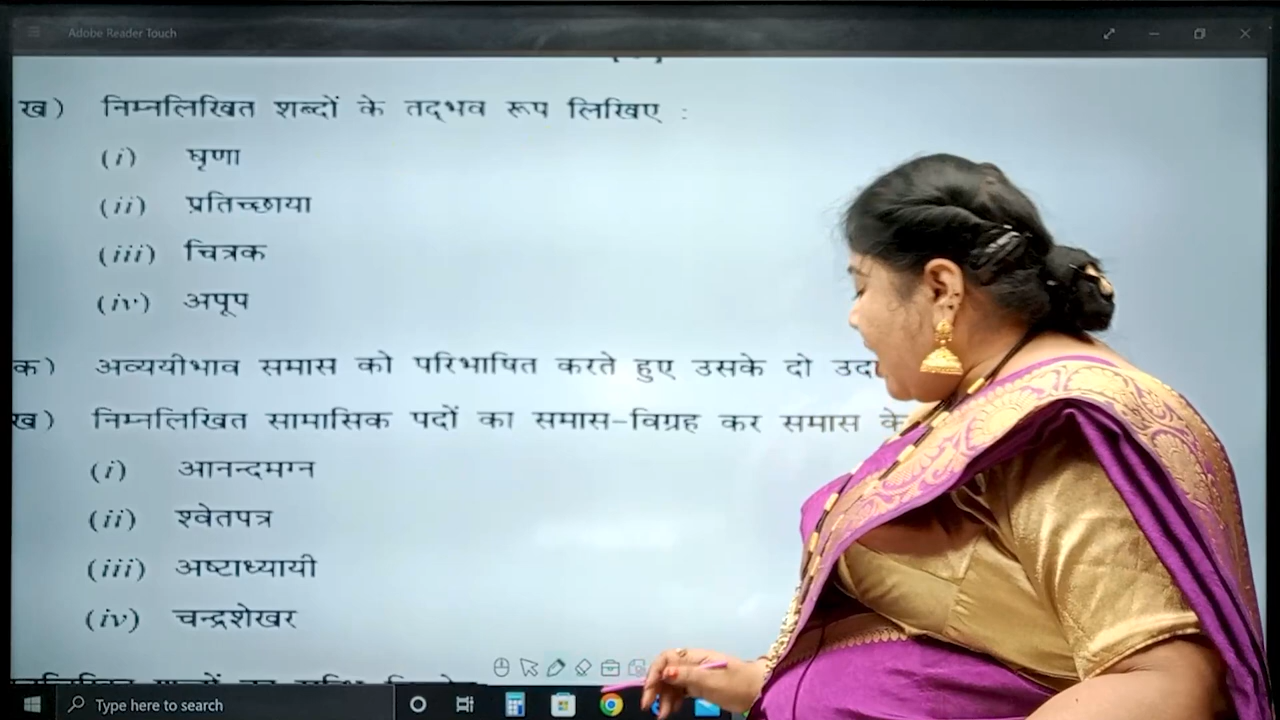 Adobe Reader Touch
ख) निम्नलिखित शब्दों के तद्भव रूप लिखिए :
(i) घृणा
(ii) प्रतिच्छाया
(iii) चित्रक
(iv) अपूप
क) अव्ययीभाव समास को परिभाषित करते हुए उसके दो
ख) निम्नलिखित सामासिक पदों का समास-विग्रह कर समास के
(i) आनन्दमग्न
(ii) श्वेतपत्र
(iii) अष्टाध्यायी
(iv) चन्द्रशेखर
Type here to search